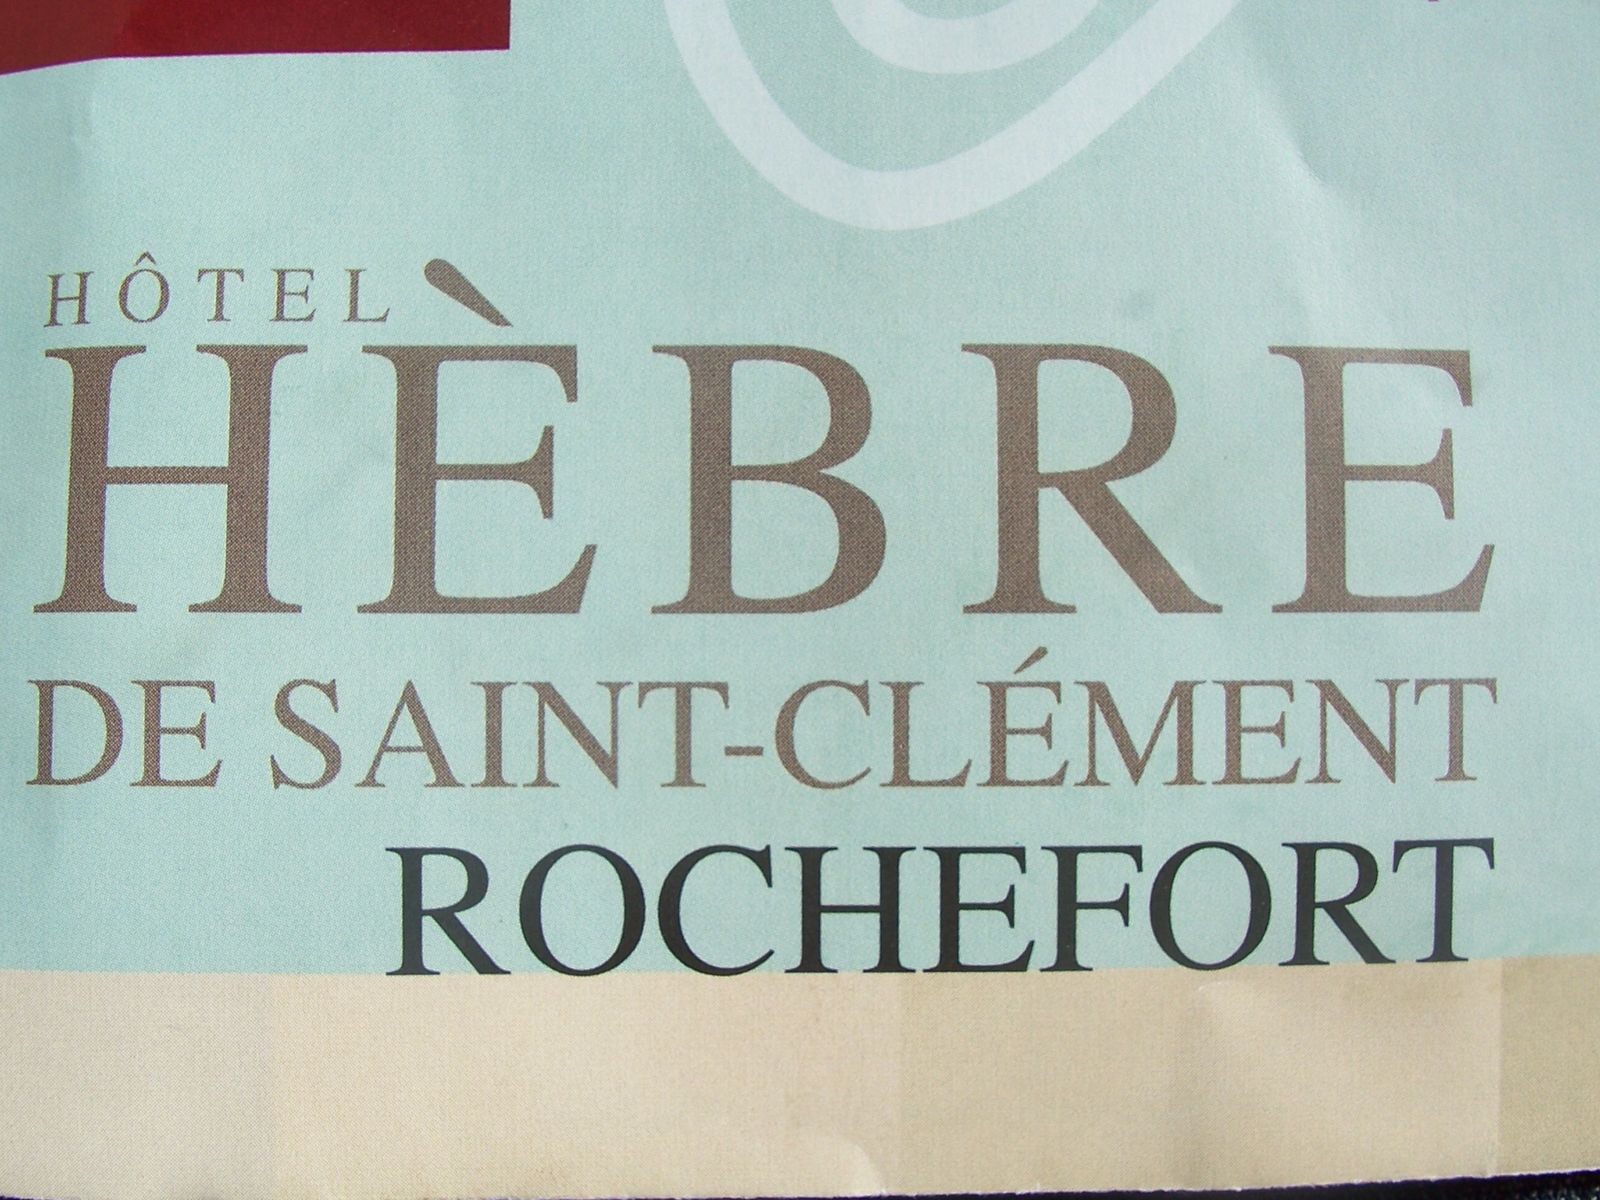 HÔTEL
HÈBRE
DE SAINT-CLÉMENT
ROCHEFORT